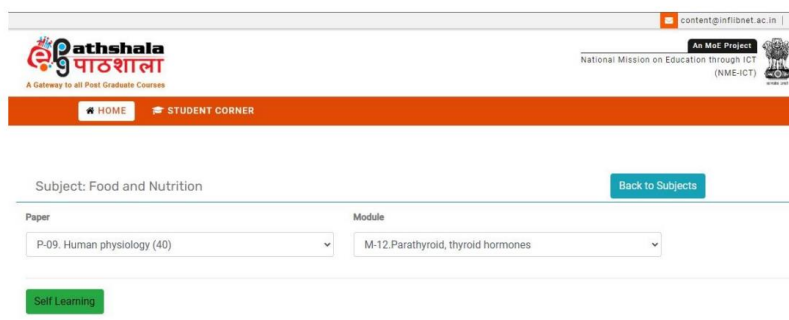 content@inflibnet.ac.in |
ePG athshala
पाठशाला
A Gateway to all Post Graduate Courses
An MoE Project
National Mission on Education through ICT
(NME-ICT)
HOME STUDENT CORNER
Subject: Food and Nutrition Back to Subjects
Paper Module
P-09. Human physiology (40) M-12.Parathyroid, thyroid hormones
Self Learning